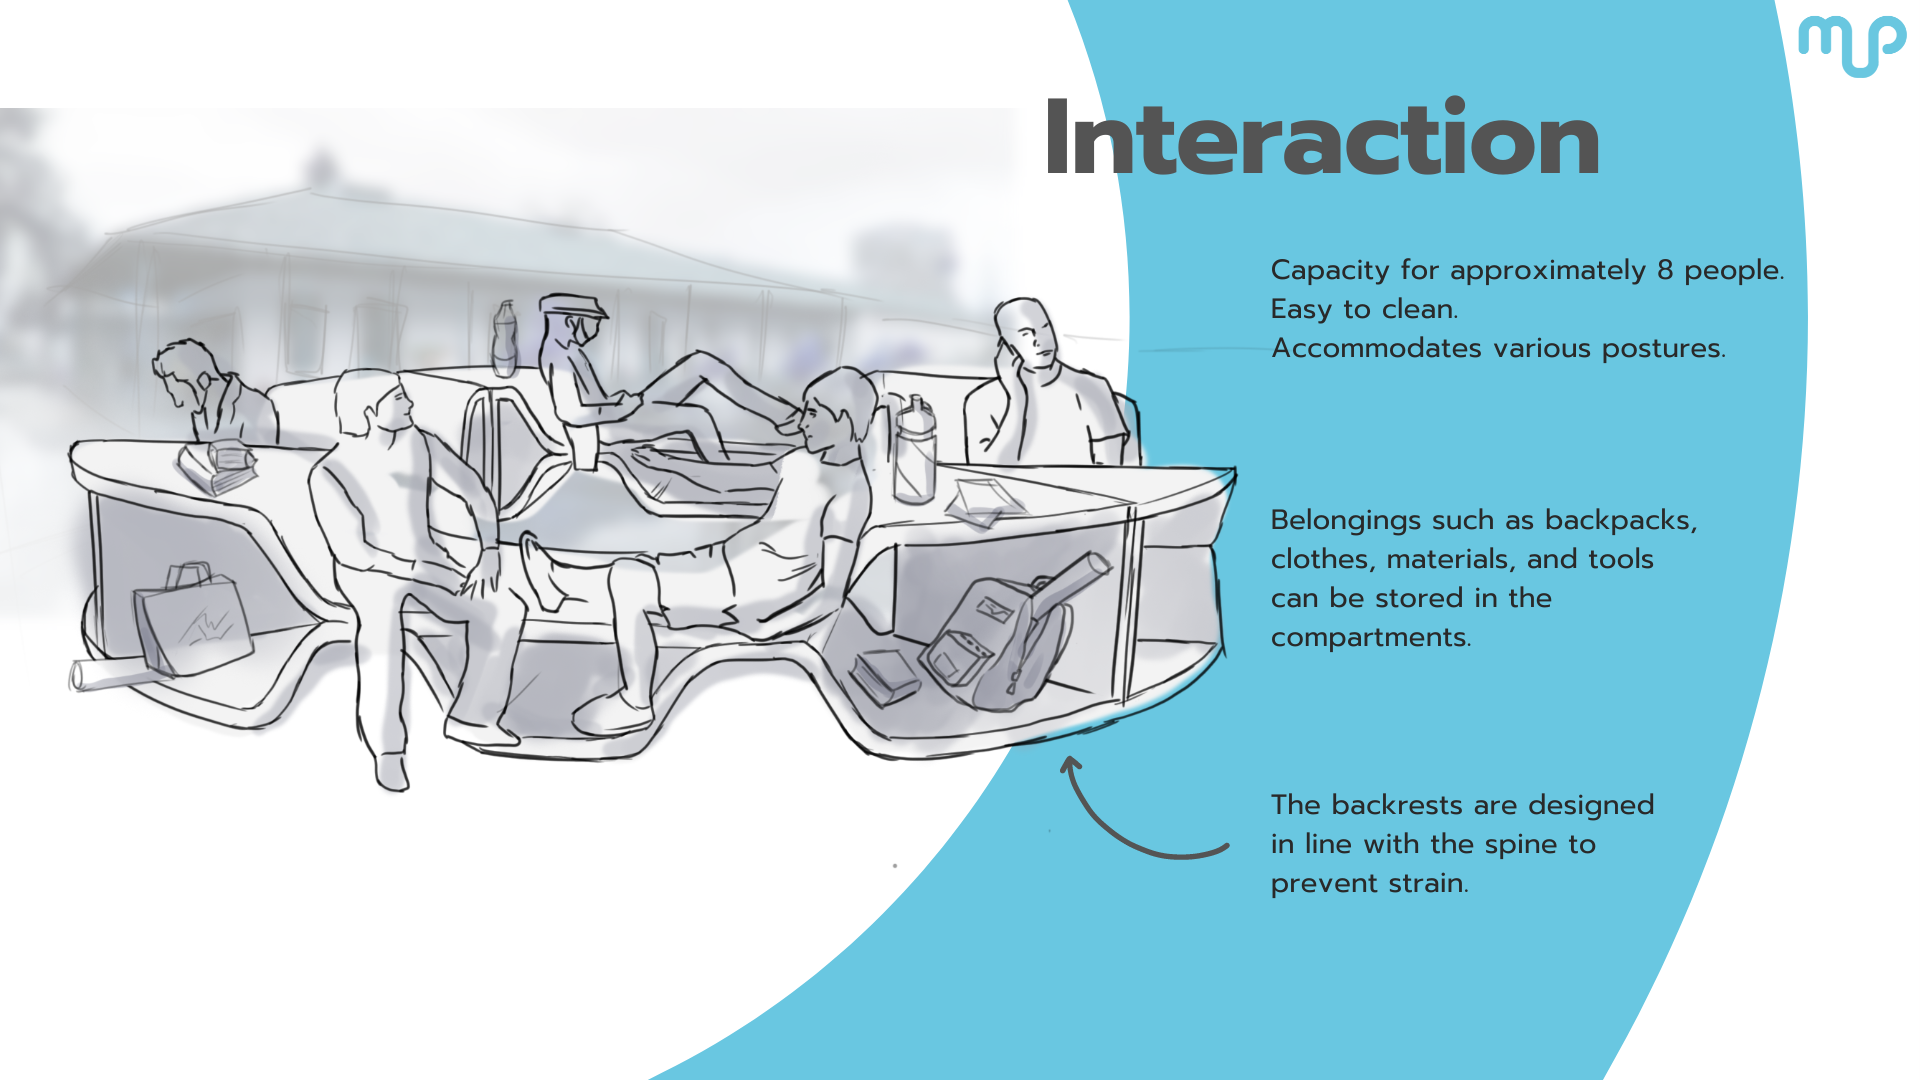 mup
Interaction
Capacity for approximately 8 people.
Easy to clean.
Accommodates various postures.
Belongings such as backpacks,
clothes, materials, and tools
can be stored in the
compartments.
The backrests are designed
in line with the spine to
prevent strain.